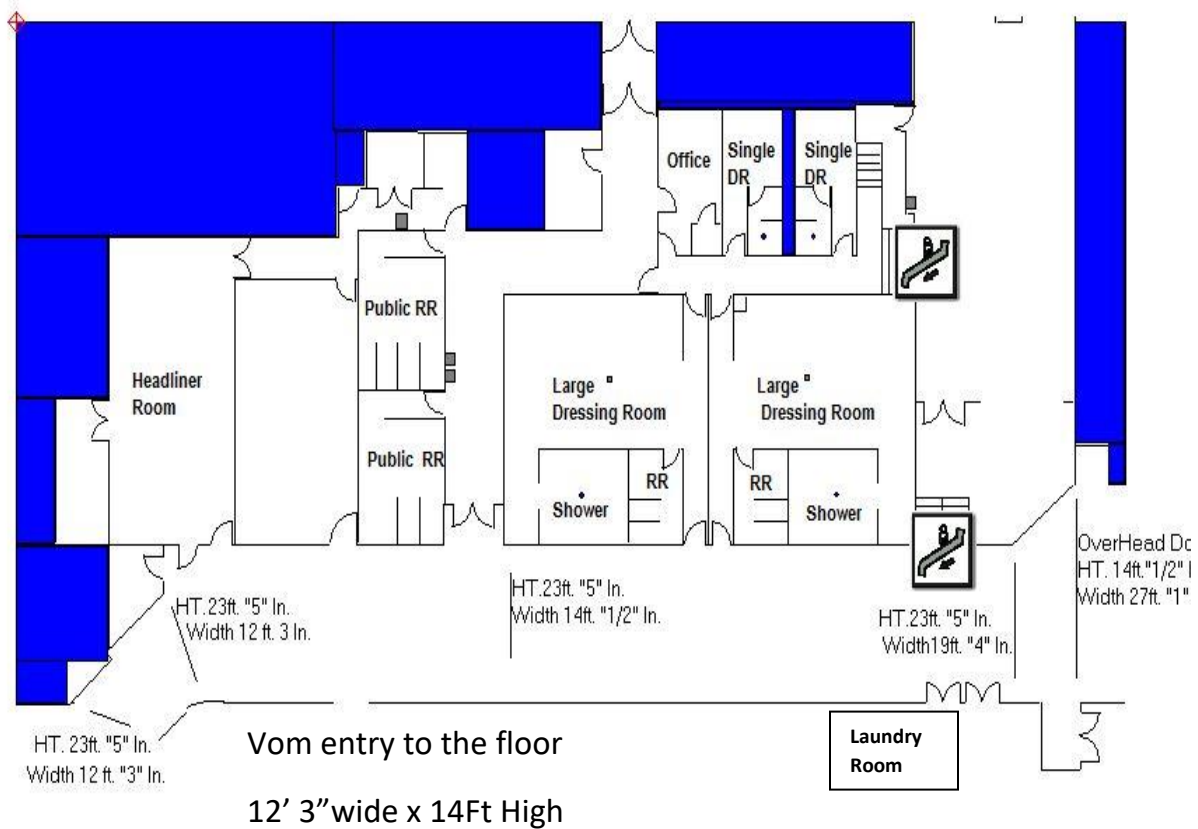 Office
Single
DR
Single
DR
Public RR
Headliner
Room
Large
Dressing Room
Large
Dressing Room
Public RR
RR
RR
Shower
Shower
OverHead Do
HT. 14ft."1/2" I
Width 27ft. "1"
HT.23ft. "5" In.
Width 12 ft. 3 In.
HT.23ft. "5" In.
Width 14ft. "1/2" In.
HT.23ft. "5" In.
Width19ft. "4" In.
HT. 23ft. "5" In.
Width 12 ft. "3" In.
Vom entry to the floor
12’ 3”wide x 14Ft High
Laundry
Room